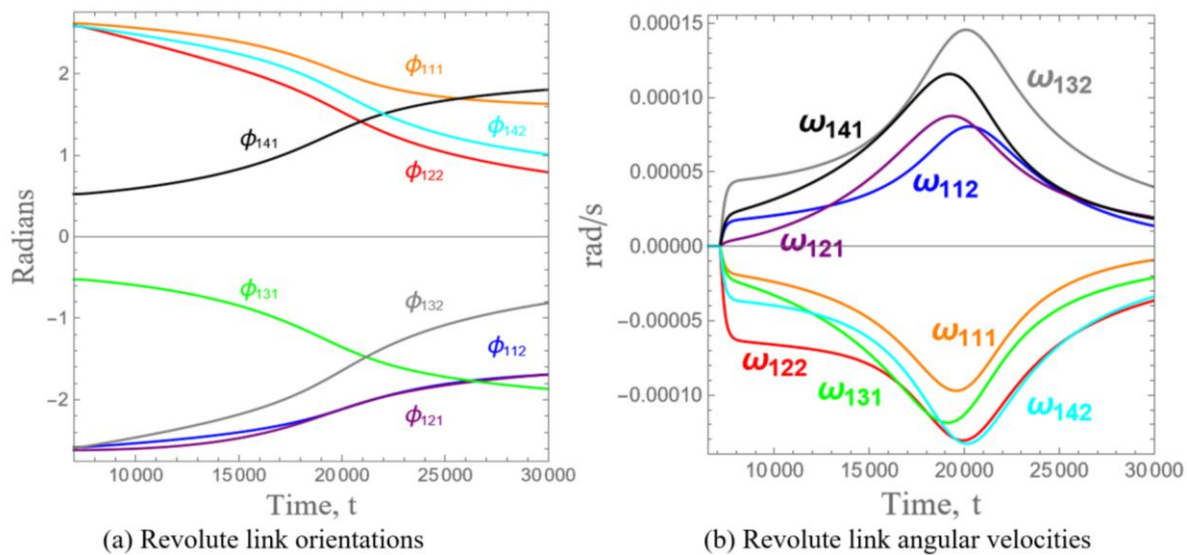 2
1
0
−1
−2
Radians
10000 15000 20000 25000 30000
Time, t
ϕ111
ϕ142
ϕ141
ϕ122
ϕ131
ϕ132
ϕ112
ϕ121
(a) Revolute link orientations
0.00015
0.00010
0.00005
0.00000
−0.00005
−0.00010
rad/s
10000 15000 20000 25000 30000
Time, t
ω132
ω141
ω112
ω121
ω111
ω122
ω131
ω142
(b) Revolute link angular velocities